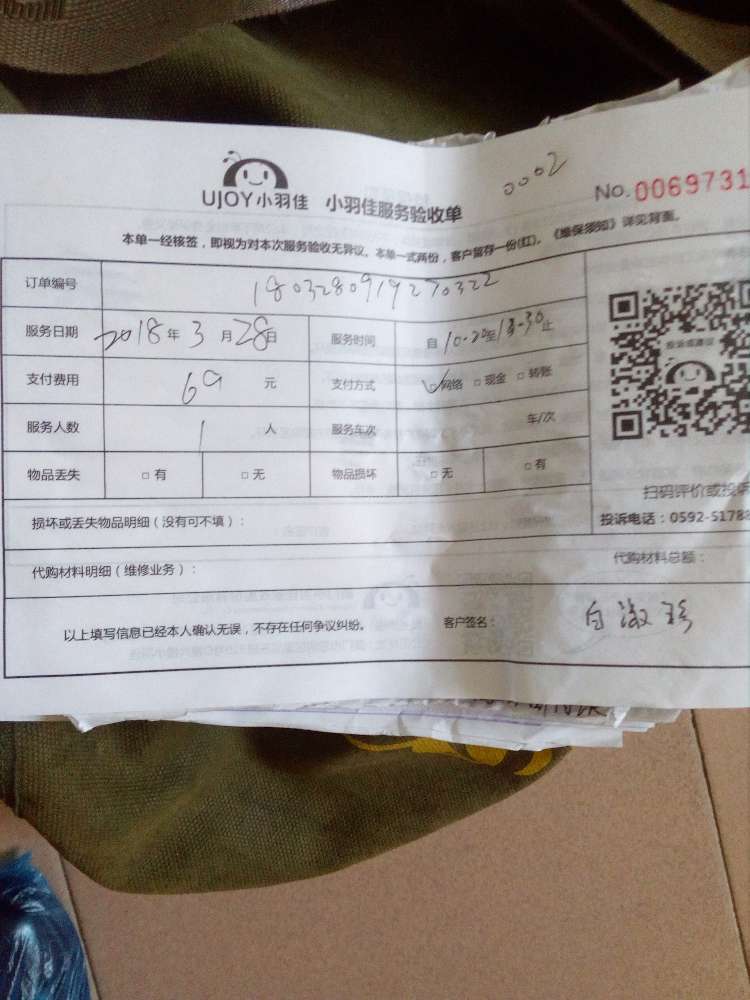 0002
No. 0069731
UJOY小羽佳 小羽佳服务验收单
本单一经核签，即视为对本次服务验收无异议。本单一式两份，客户留存一份(红)。《维保须知》详见背面。
订单编号 180328091927032​2
服务日期 2018年3月28日 服务时间 自10-20至13-30止
支付费用 69元 支付方式 ☑网络 □现金 □转账
服务人数 1人 服务车次 车/次
物品丢失 □有 □无 物品损坏 □无 □有
扫码评价或投诉
损坏或丢失物品明细（没有可不填）：
投诉电话：0592-51788
代购材料明细（维修业务）： 代购材料总额：
以上填写信息已经本人确认无误，不存在任何争议纠纷。 客户签名：
投诉或建议